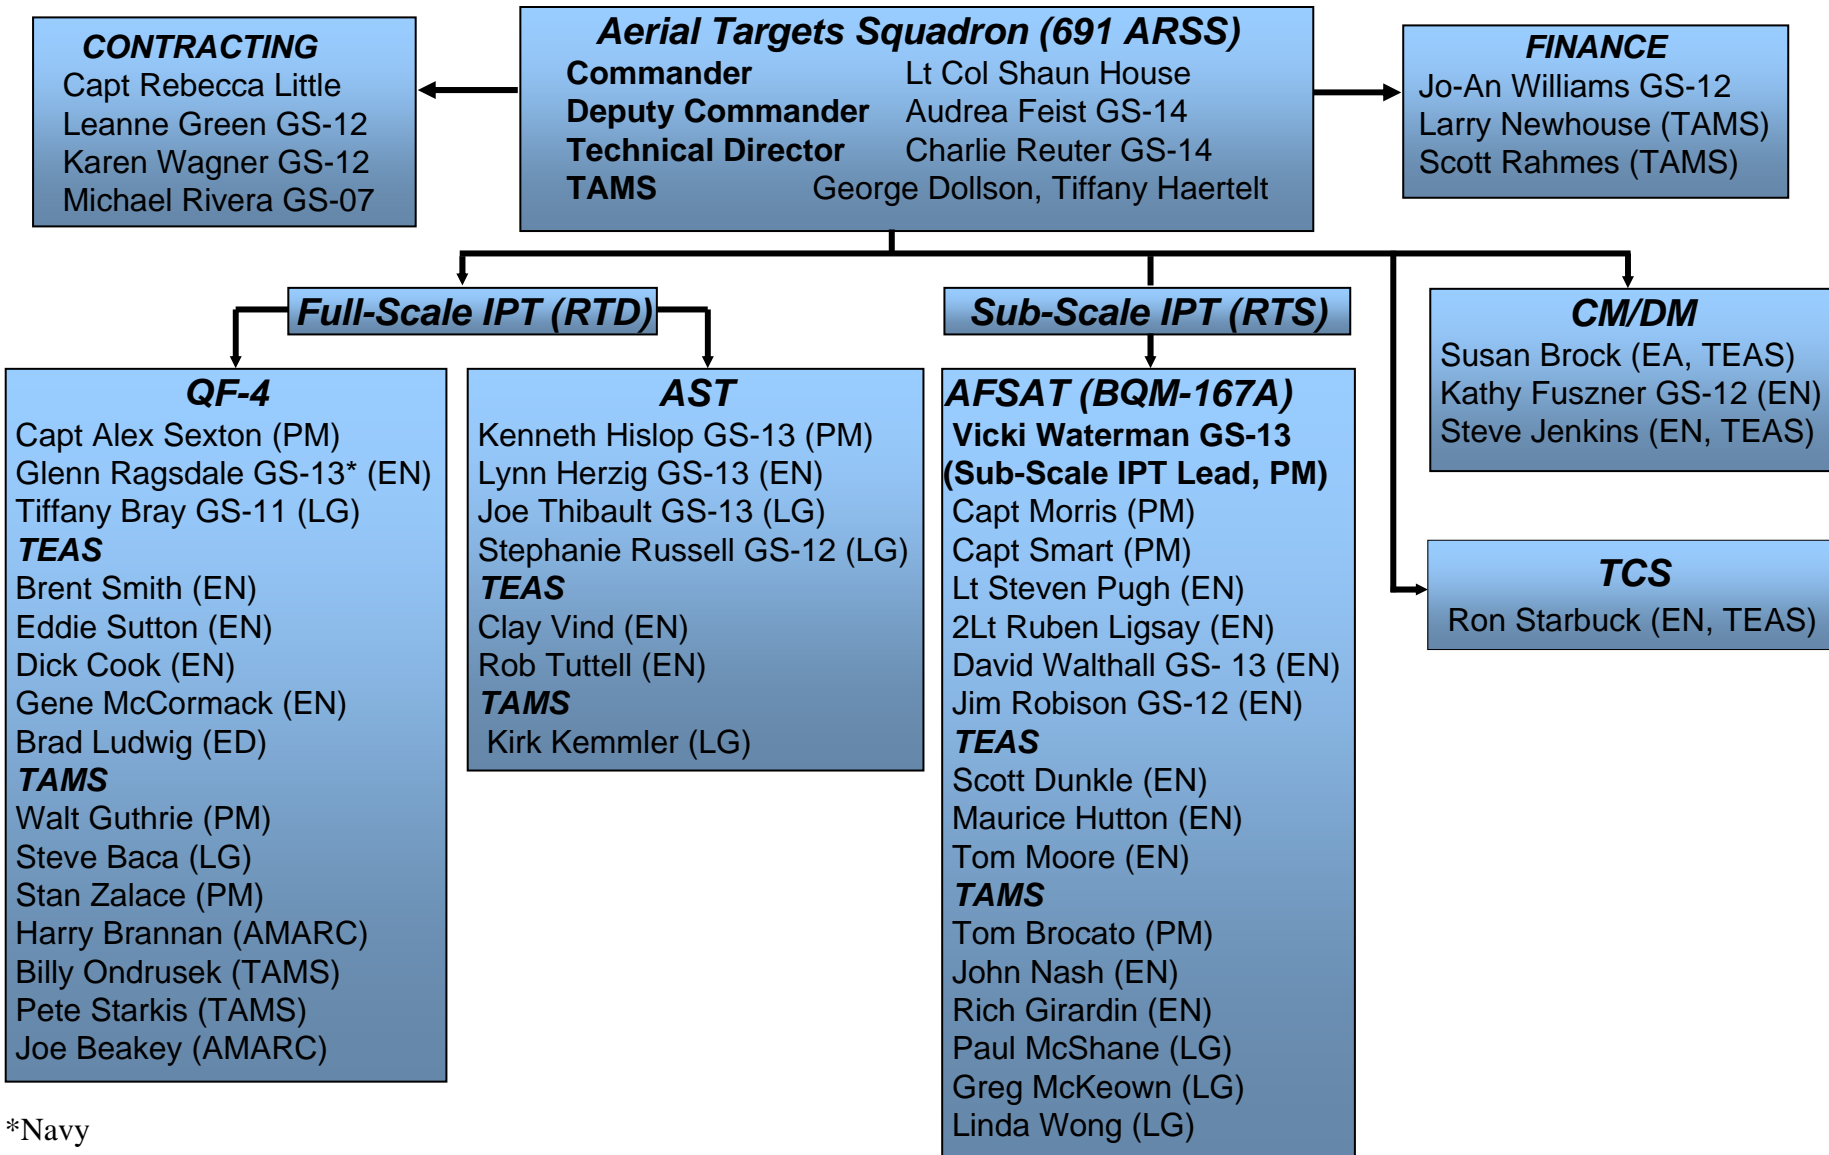 CONTRACTING
Capt Rebecca Little
Leanne Green GS-12
Karen Wagner GS-12
Michael Rivera GS-07
Aerial Targets Squadron (691 ARSS)
Commander Lt Col Shaun House
Deputy Commander Audrea Feist GS-14
Technical Director Charlie Reuter GS-14
TAMS George Dollson, Tiffany Haertelt
FINANCE
Jo-An Williams GS-12
Larry Newhouse (TAMS)
Scott Rahmes (TAMS)
Full-Scale IPT (RTD)
Sub-Scale IPT (RTS)
QF-4
Capt Alex Sexton (PM)
Glenn Ragsdale GS-13* (EN)
Tiffany Bray GS-11 (LG)
TEAS
Brent Smith (EN)
Eddie Sutton (EN)
Dick Cook (EN)
Gene McCormack (EN)
Brad Ludwig (ED)
TAMS
Walt Guthrie (PM)
Steve Baca (LG)
Stan Zalace (PM)
Harry Brannan (AMARC)
Billy Ondrusek (TAMS)
Pete Starkis (TAMS)
Joe Beakey (AMARC)
AST
Kenneth Hislop GS-13 (PM)
Lynn Herzig GS-13 (EN)
Joe Thibault GS-13 (LG)
Stephanie Russell GS-12 (LG)
TEAS
Clay Vind (EN)
Rob Tuttell (EN)
TAMS
Kirk Kemmler (LG)
AFSAT (BQM-167A)
Vicki Waterman GS-13
(Sub-Scale IPT Lead, PM)
Capt Morris (PM)
Capt Smart (PM)
Lt Steven Pugh (EN)
2Lt Ruben Ligsay (EN)
David Walthall GS- 13 (EN)
Jim Robison GS-12 (EN)
TEAS
Scott Dunkle (EN)
Maurice Hutton (EN)
Tom Moore (EN)
TAMS
Tom Brocato (PM)
John Nash (EN)
Rich Girardin (EN)
Paul McShane (LG)
Greg McKeown (LG)
Linda Wong (LG)
CM/DM
Susan Brock (EA, TEAS)
Kathy Fuszner GS-12 (EN)
Steve Jenkins (EN, TEAS)
TCS
Ron Starbuck (EN, TEAS)
*Navy